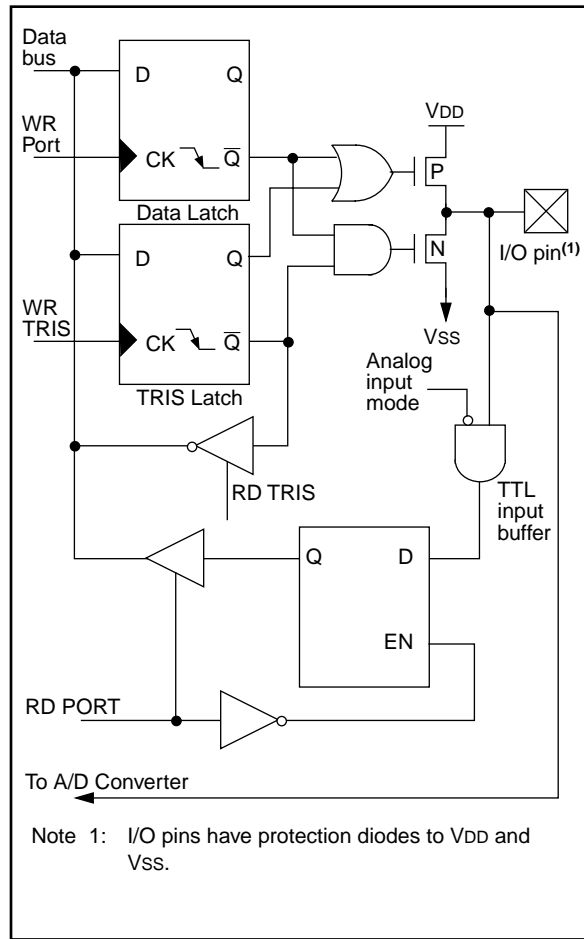 Data
bus
D Q
VDD
WR
Port
CK Q
P
Data Latch
D Q
N
I/O pin(1)
WR
TRIS
CK Q
VSS
TRIS Latch
Analog
input
mode
RD TRIS
TTL
input
buffer
Q D
EN
RD PORT
To A/D Converter
Note 1: I/O pins have protection diodes to VDD and
VSS.